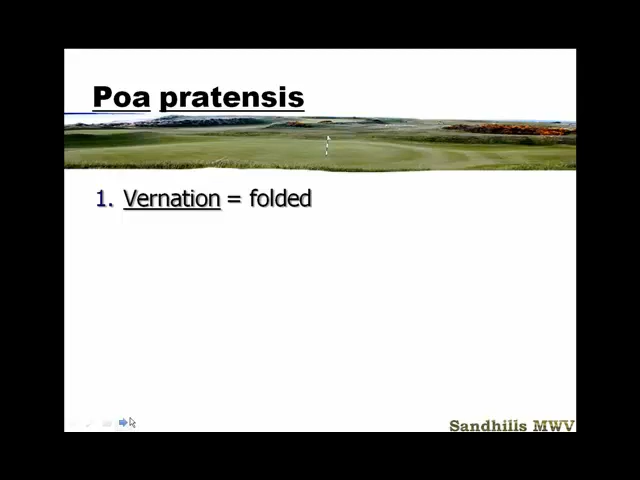 Poa pratensis
1. Vernation = folded
Sandhills MWV